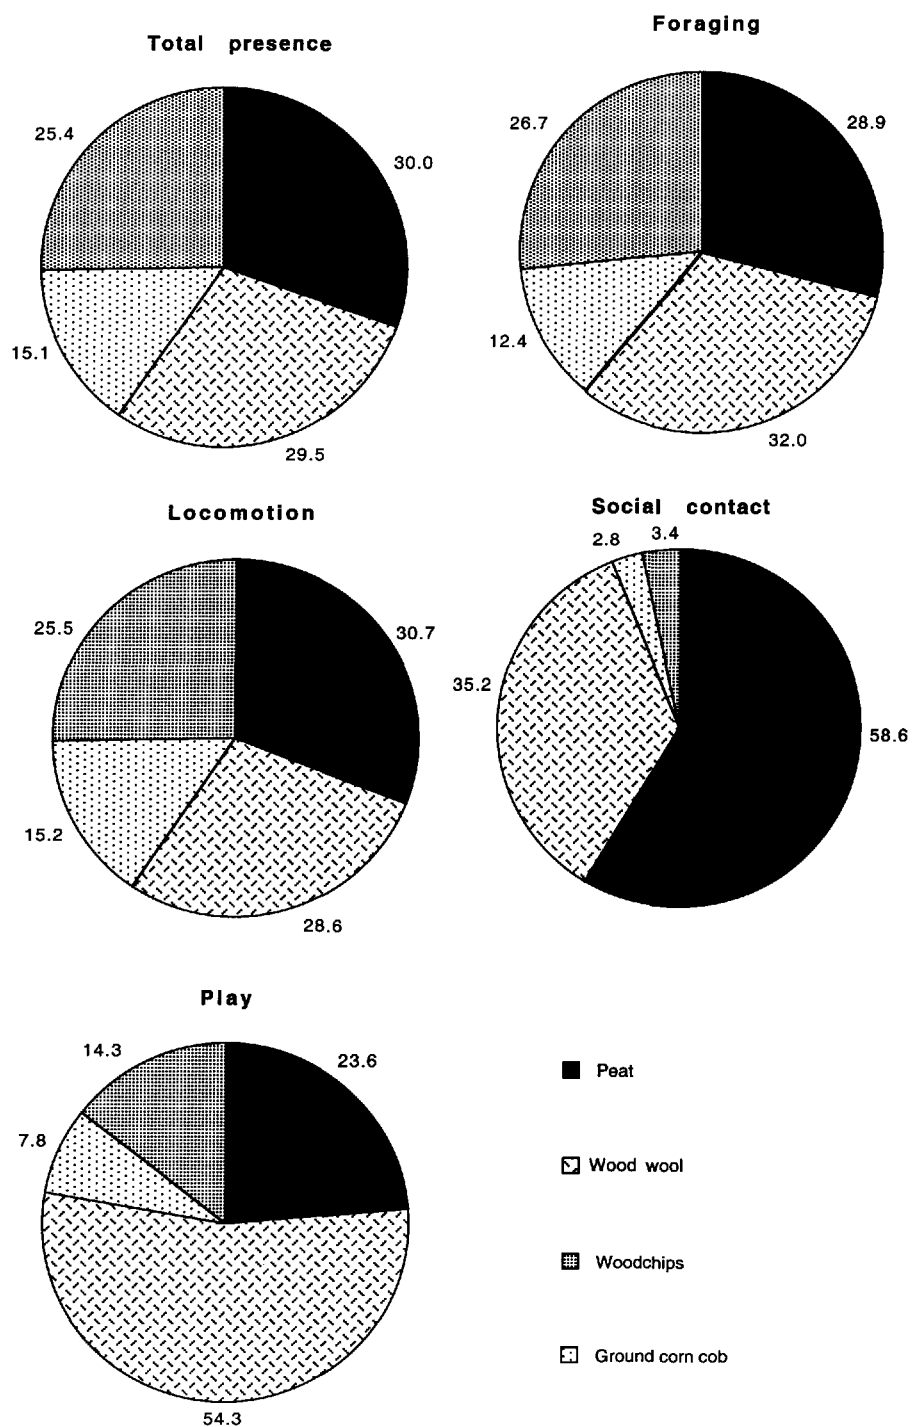 Total presence
25.4
30.0
15.1
29.5
Foraging
26.7
28.9
12.4
32.0
Locomotion
25.5
30.7
15.2
28.6
Social contact
2.8
3.4
35.2
58.6
Play
14.3
23.6
7.8
54.3
Peat
Wood wool
Woodchips
Ground corn cob